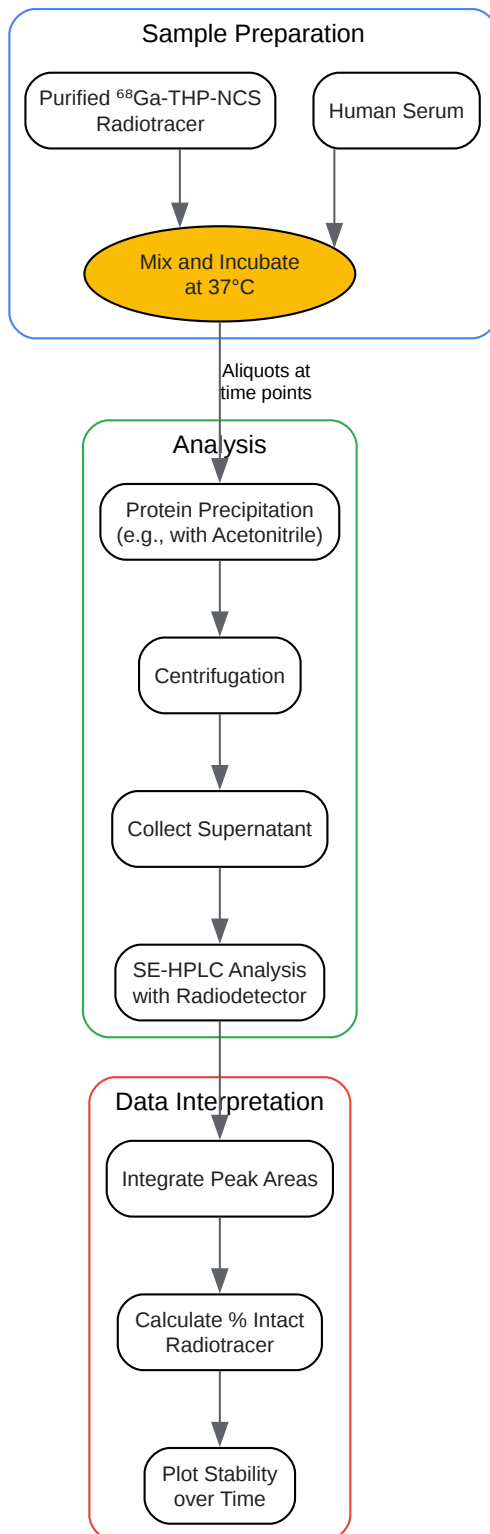 Sample Preparation
Purified ⁶⁸Ga-THP-NCS
Radiotracer
Human Serum
Mix and Incubate
at 37°C
Aliquots at
time points
Analysis
Protein Precipitation
(e.g., with Acetonitrile)
Centrifugation
Collect Supernatant
SE-HPLC Analysis
with Radiodetector
Data Interpretation
Integrate Peak Areas
Calculate % Intact
Radiotracer
Plot Stability
over Time